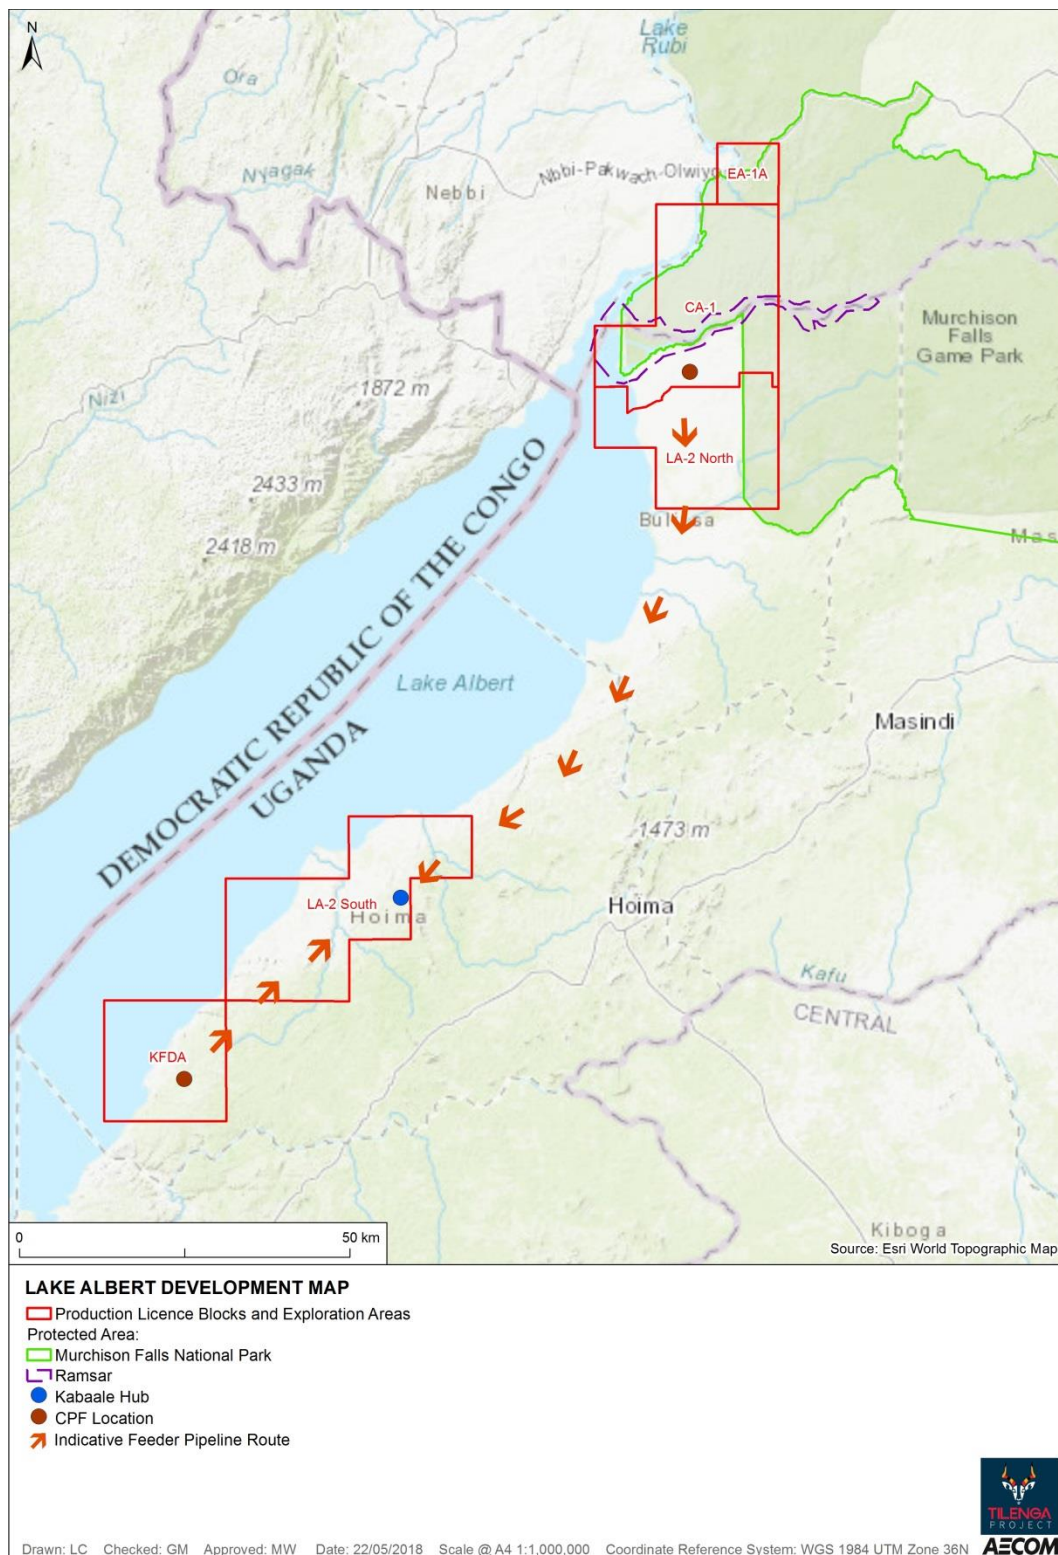 N
Lake
Rubi
Ora
Nyagak
Nebbi
Nbbi-Pakwach-Olwiyo
EA-1A
CA-1
Murchison
Falls
Game Park
1872 m
Nizi
2433 m
2418 m
LA-2 North
DEMOCRATIC REPUBLIC OF THE CONGO
UGANDA
Lake Albert
Masindi
1473 m
LA-2 South
Hoima
Hoima
Kafu
CENTRAL
KFDA
Kiboga
0
50 km
Source: Esri World Topographic Map
LAKE ALBERT DEVELOPMENT MAP
Production Licence Blocks and Exploration Areas
Protected Area:
Murchison Falls National Park
Ramsar
Kabaale Hub
CPF Location
Indicative Feeder Pipeline Route
TILENGA
PROJECT
Drawn: LC Checked: GM Approved: MW Date: 22/05/2018 Scale @ A4 1:1,000,000 Coordinate Reference System: WGS 1984 UTM Zone 36N
AECOM